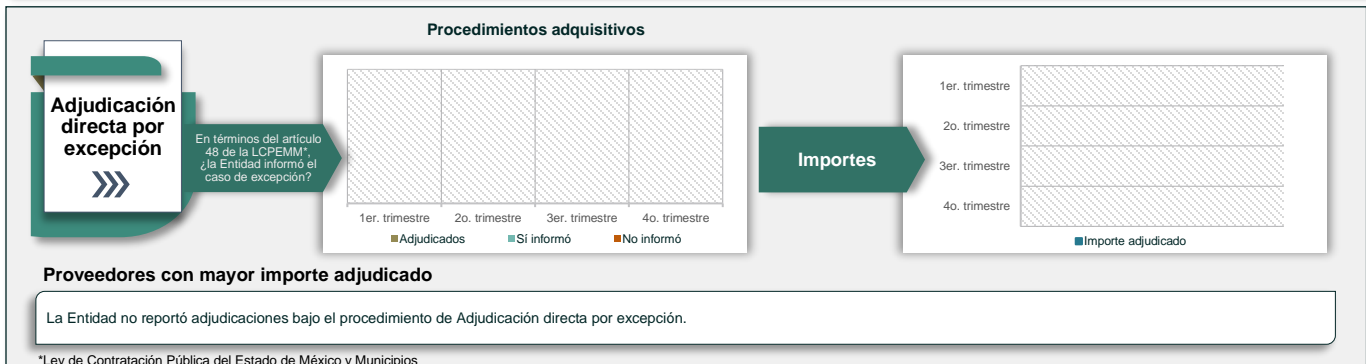 Procedimientos adquisitivos
Adjudicación
directa por
excepción
En términos del artículo
48 de la LCPEMM*,
¿la Entidad informó el
caso de excepción?
1er. trimestre 2o. trimestre 3er. trimestre 4o. trimestre
Adjudicados Sí informó No informó
Importes
1er. trimestre
2o. trimestre
3er. trimestre
4o. trimestre
Importe adjudicado
Proveedores con mayor importe adjudicado
La Entidad no reportó adjudicaciones bajo el procedimiento de Adjudicación directa por excepción.
*Ley de Contratación Pública del Estado de México y Municipios